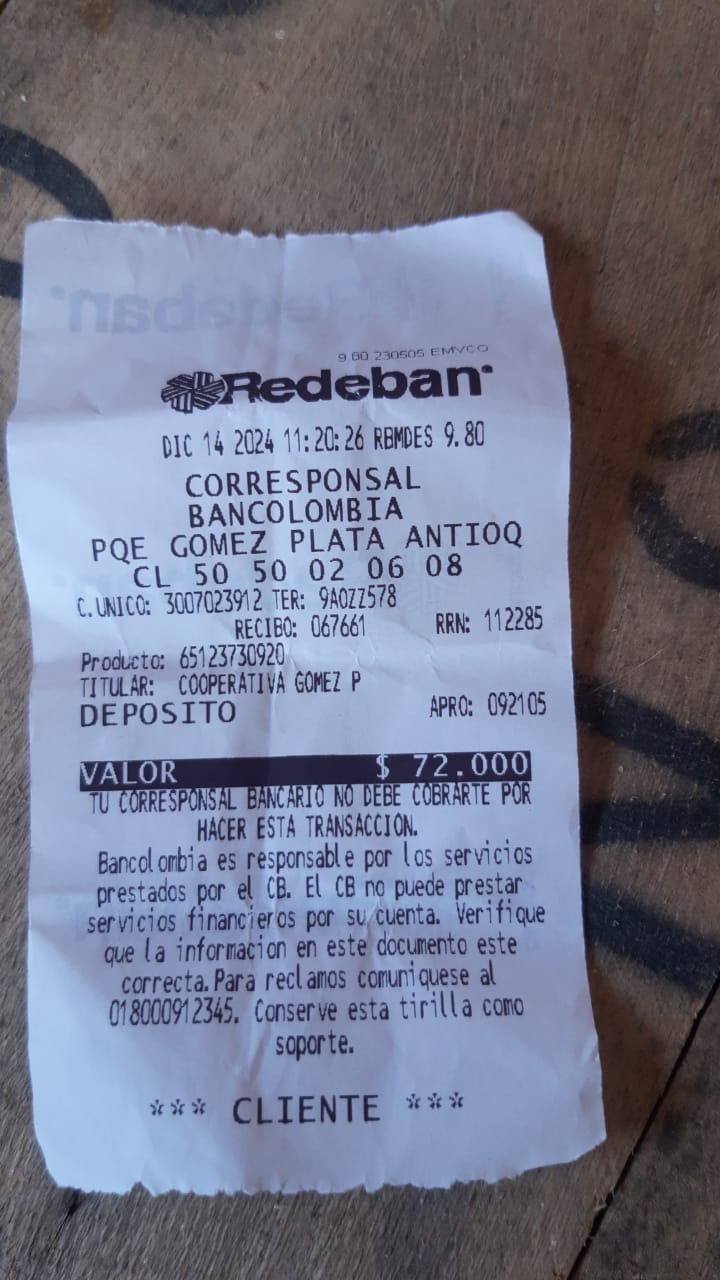 Redeban
9.80 230505 EMVCO
Redeban
DIC 14 2024 11:20:26 RBMDES 9.80
CORRESPONSAL
BANCOLOMBIA
PQE GOMEZ PLATA ANTIOQ
CL 50 50 02 06 08
C.UNICO: 3007023912 TER: 9A0ZZ578
RECIBO: 067661 RRN: 112285
Producto: 65123730920
TITULAR: COOPERATIVA GOMEZ P
DEPOSITO APRO: 092105
VALOR $ 72.000
TU CORRESPONSAL BANCARIO NO DEBE COBRARTE POR
HACER ESTA TRANSACCION.
Bancolombia es responsable por los servicios
prestados por el CB. El CB no puede prestar
servicios financieros por su cuenta. Verifique
que la informacion en este documento este
correcta.Para reclamos comuniquese al
018000912345. Conserve esta tirilla como
soporte.
*** CLIENTE ***